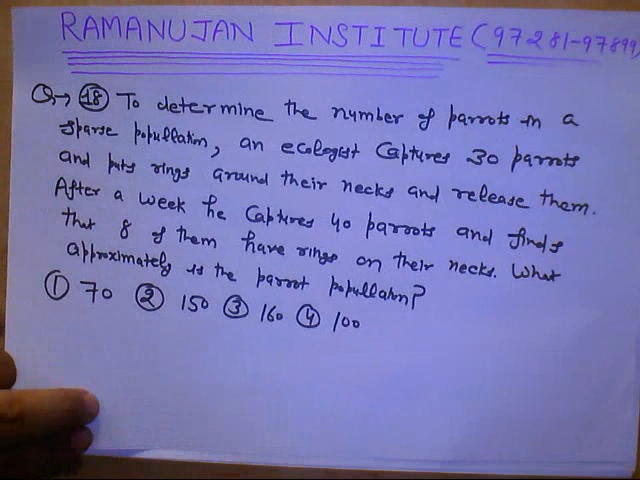 RAMANUJAN INSTITUTE (97281-97899)
Q→ 18 To determine the number of parrots in a
sparse popullation, an ecologist captures 30 parrots
and puts rings around their necks and release them.
After a week he captures 40 parrots and finds
that 8 of them have rings on their necks. What
approximately is the parrot popullation?
1 70 2 150 3 160 4 100